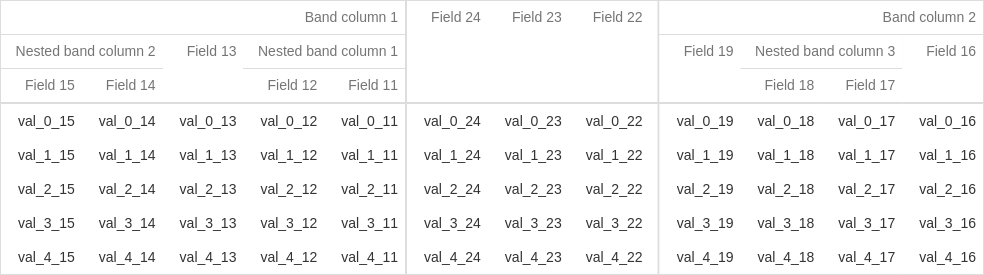 Band column 1 Field 24 Field 23 Field 22 Band column 2
Nested band column 2 Field 13 Nested band column 1 Field 19 Nested band column 3 Field 16
Field 15 Field 14 Field 12 Field 11 Field 18 Field 17
val_0_15 val_0_14 val_0_13 val_0_12 val_0_11 val_0_24 val_0_23 val_0_22 val_0_19 val_0_18 val_0_17 val_0_16
val_1_15 val_1_14 val_1_13 val_1_12 val_1_11 val_1_24 val_1_23 val_1_22 val_1_19 val_1_18 val_1_17 val_1_16
val_2_15 val_2_14 val_2_13 val_2_12 val_2_11 val_2_24 val_2_23 val_2_22 val_2_19 val_2_18 val_2_17 val_2_16
val_3_15 val_3_14 val_3_13 val_3_12 val_3_11 val_3_24 val_3_23 val_3_22 val_3_19 val_3_18 val_3_17 val_3_16
val_4_15 val_4_14 val_4_13 val_4_12 val_4_11 val_4_24 val_4_23 val_4_22 val_4_19 val_4_18 val_4_17 val_4_16